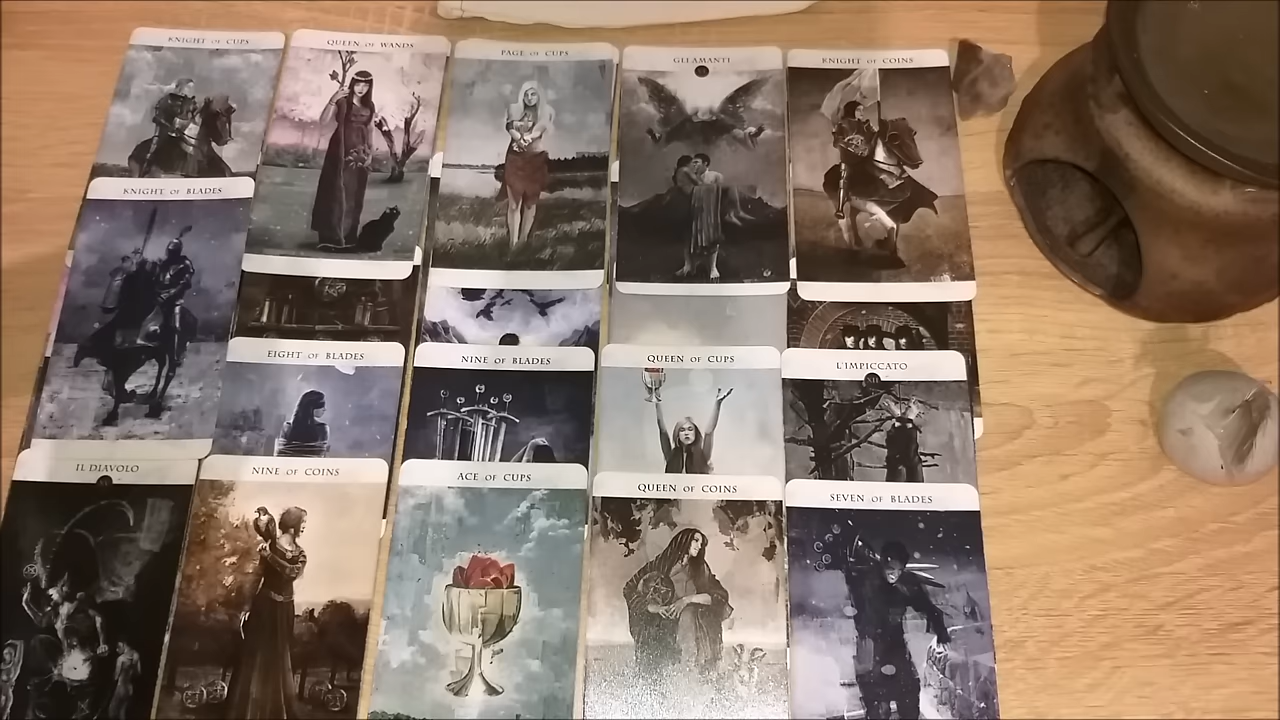 KNIGHT OF CUPS
QUEEN OF WANDS
PAGE OF CUPS
GLI AMANTI
KNIGHT OF COINS
KNIGHT OF BLADES
EIGHT OF BLADES
NINE OF BLADES
QUEEN OF CUPS
L'IMPICCATO
XII
IL DIAVOLO
NINE OF COINS
ACE OF CUPS
QUEEN OF COINS
SEVEN OF BLADES